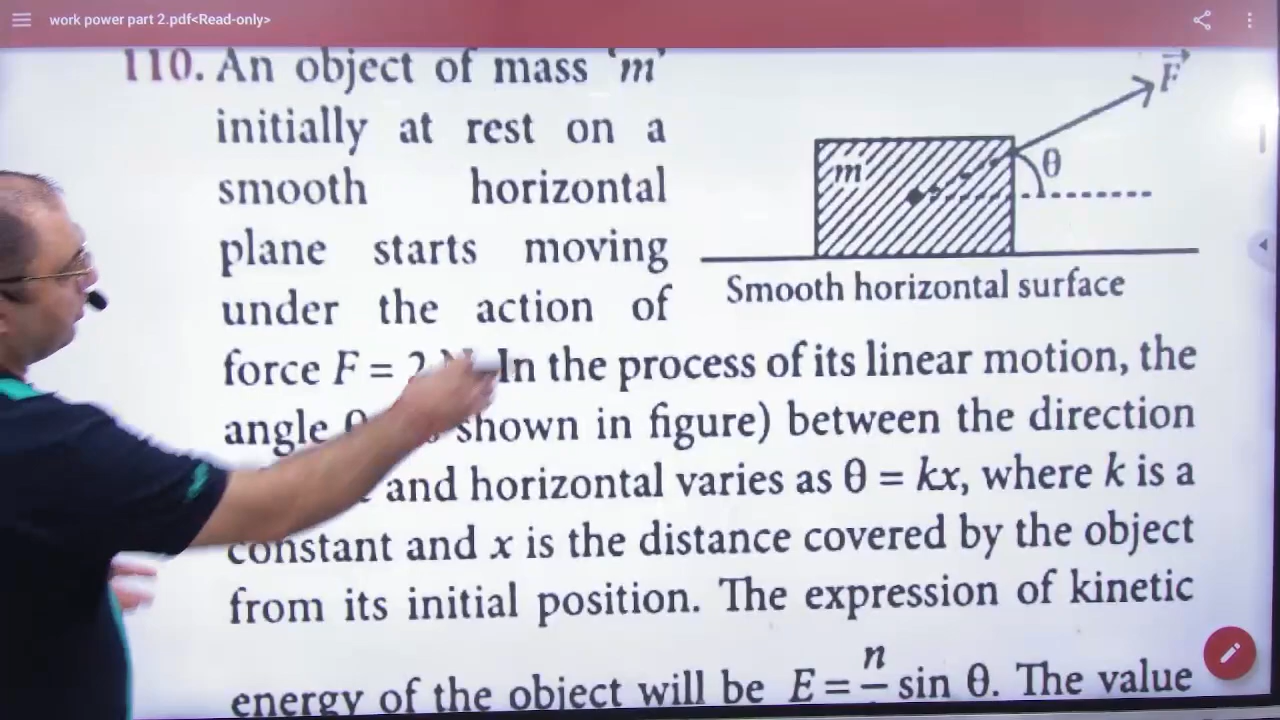 work power part 2.pdf<Read-only>
110. An object of mass 'm'
initially at rest on a
smooth horizontal
plane starts moving
under the action of
force F = 2 In the process of its linear motion, the
angle shown in figure) between the direction
and horizontal varies as θ = kx, where k is a
constant and x is the distance covered by the object
from its initial position. The expression of kinetic
energy of the object will be E = n/ sin θ. The value
F
θ
m
Smooth horizontal surface